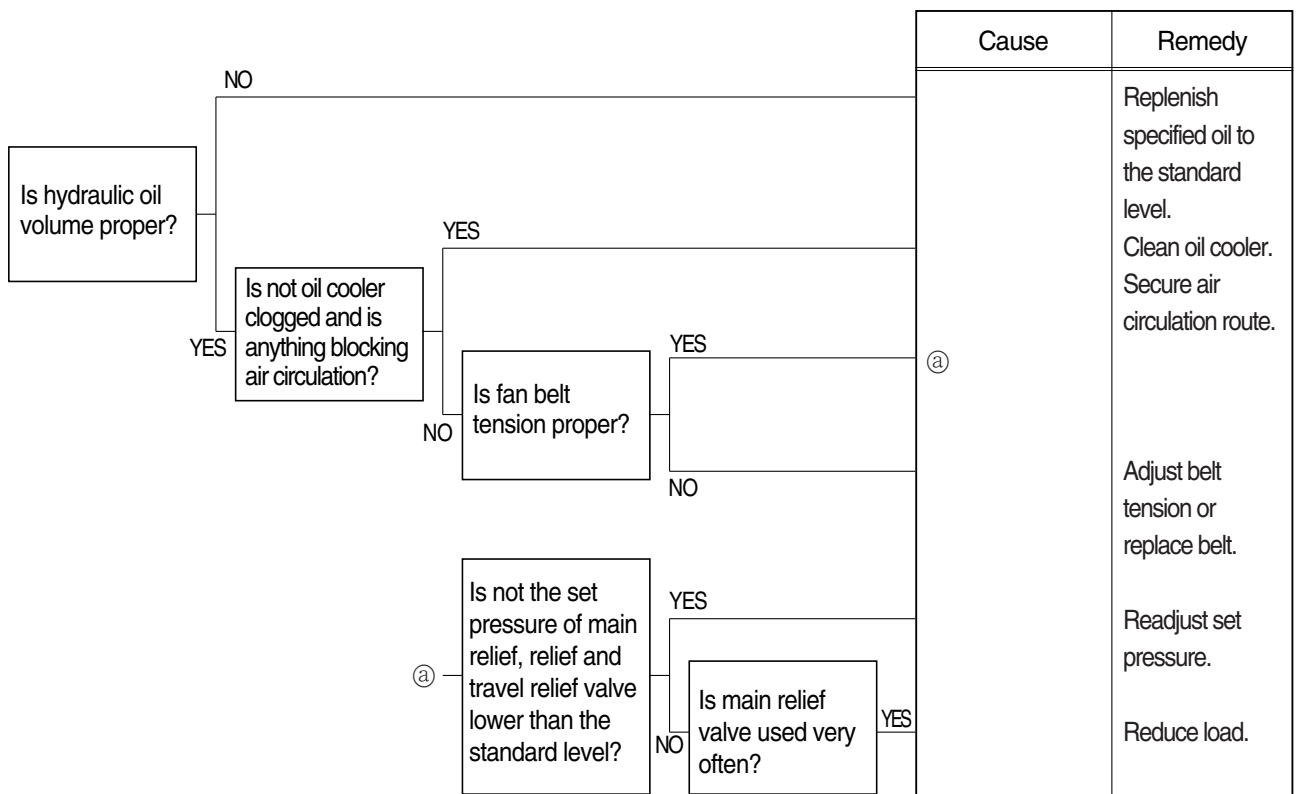 Cause
Remedy
NO
Replenish
specified oil to
the standard
level.
Is hydraulic oil
volume proper?
YES
Clean oil cooler.
Secure air
circulation route.
YES
Is not oil cooler
clogged and is
anything blocking
air circulation?
YES
ⓐ
NO
Is fan belt
tension proper?
NO
Adjust belt
tension or
replace belt.
ⓐ
Is not the set
pressure of main
relief, relief and
travel relief valve
lower than the
standard level?
YES
Readjust set
pressure.
NO
Is main relief
valve used very
often?
YES
Reduce load.